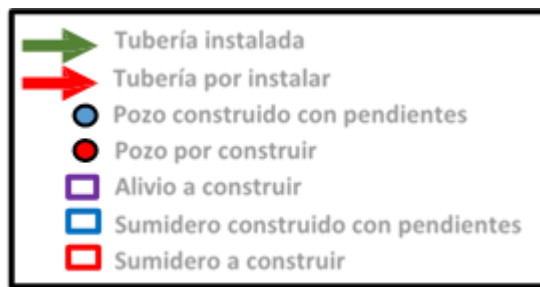 Tubería instalada
Tubería por instalar
Pozo construido con pendientes
Pozo por construir
Alivio a construir
Sumidero construido con pendientes
Sumidero a construir